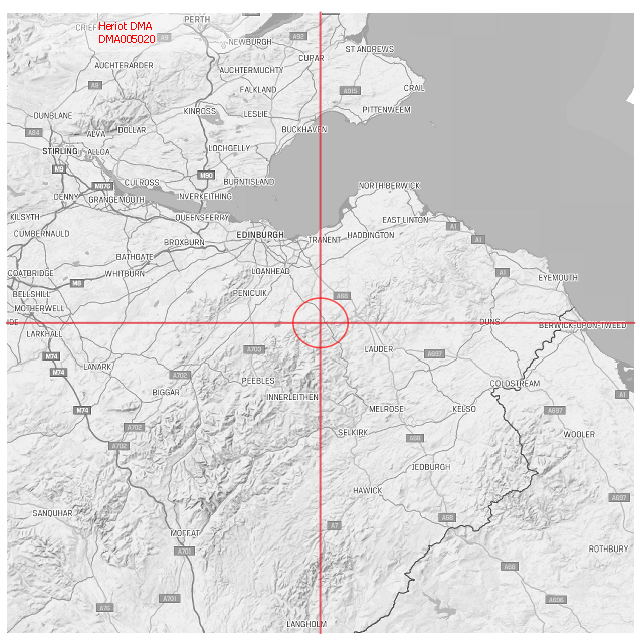 Heriot DMA
DMA005020
PERTH
CRIEFF
A9
NEWBURGH
A92
ST ANDREWS
CUPAR
AUCHTERARDER
AUCHTERMUCHTY
A9
FALKLAND
A915
CRAIL
KINROSS
LESLIE
PITTENWEEM
DUNBLANE
A84
ALVA
DOLLAR
BUCKHAVEN
STIRLING
ALLOA
LOCHGELLY
M9
M90
CULROSS
BURNTISLAND
M876
NORTH BERWICK
DENNY
GRANGEMOUTH
INVERKEITHING
KILSYTH
QUEENSFERRY
EAST LINTON
A1
CUMBERNAULD
EDINBURGH
TRANENT
HADDINGTON
A1
BROXBURN
BATHGATE
COATBRIDGE
WHITBURN
LOANHEAD
A1
EYEMOUTH
M8
BELLSHILL
PENICUIK
A68
MOTHERWELL
DE
DUNS
BERWICK-UPON-TWEED
LARKHALL
A703
LAUDER
A697
M74
LANARK
M74
A702
PEEBLES
COLDSTREAM
BIGGAR
INNERLEITHEN
A1
M74
MELROSE
KELSO
A697
A702
SELKIRK
A68
WOOLER
A702
JEDBURGH
HAWICK
A697
SANQUHAR
A68
A7
MOFFAT
A701
ROTHBURY
A68
A701
A76
A696
LANGHOLM